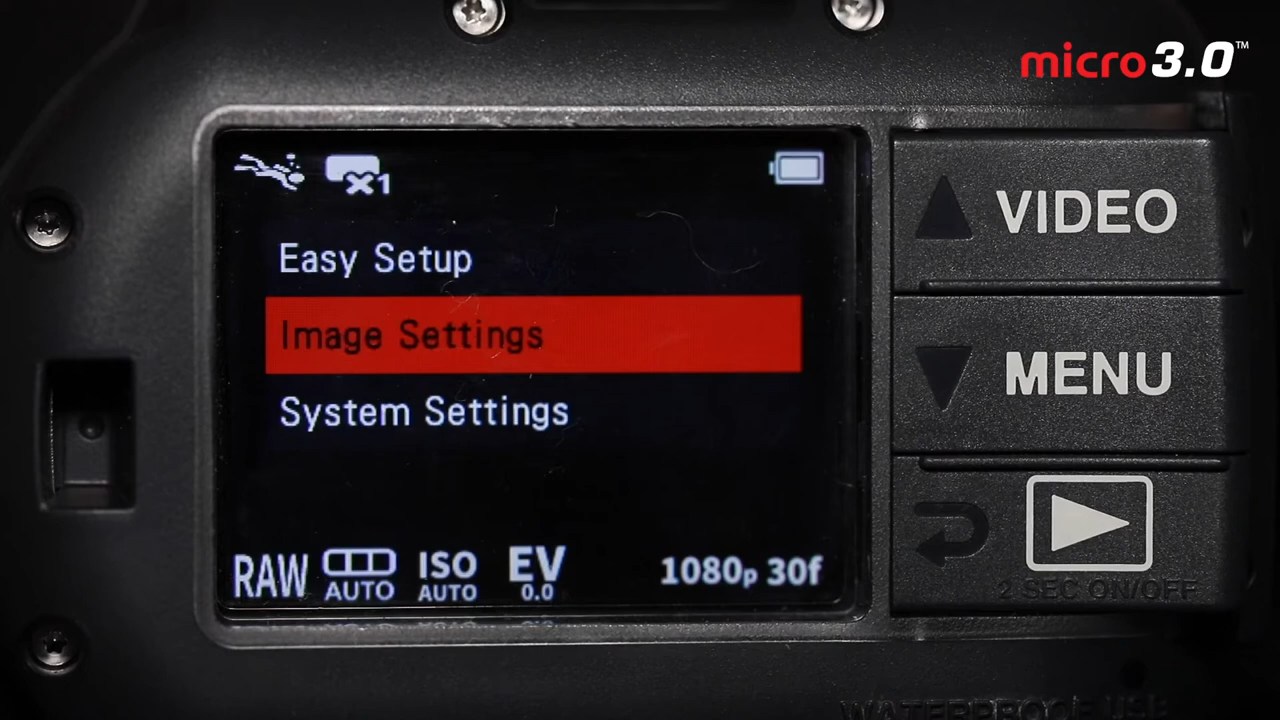 micro3.0™
x1
Easy Setup
Image Settings
System Settings
RAW
AUTO
ISO
AUTO
EV
0.0
1080p 30f
VIDEO
MENU
2 SEC ON/OFF
WATERPROOF